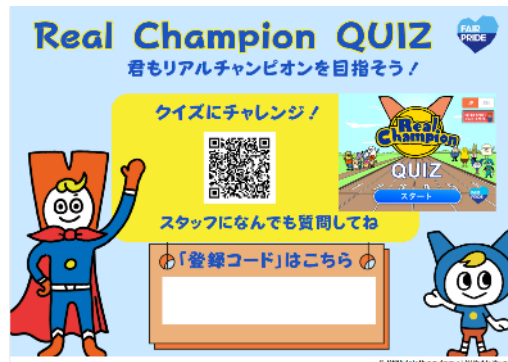 Real Champion QUIZ
FAIR PRIDE
君もリアルチャンピオンを目指そう！
クイズにチャレンジ！
Real Champion
QUIZ
スタート
スタッフになんでも質問してね
「登録コード」はこちら